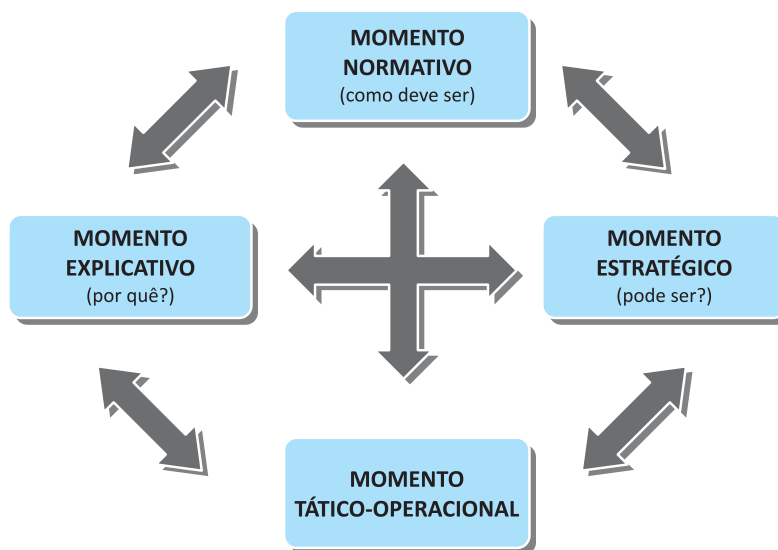 MOMENTO
NORMATIVO
(como deve ser)
MOMENTO
EXPLICATIVO
(por quê?)
MOMENTO
ESTRATÉGICO
(pode ser?)
MOMENTO
TÁTICO-OPERACIONAL